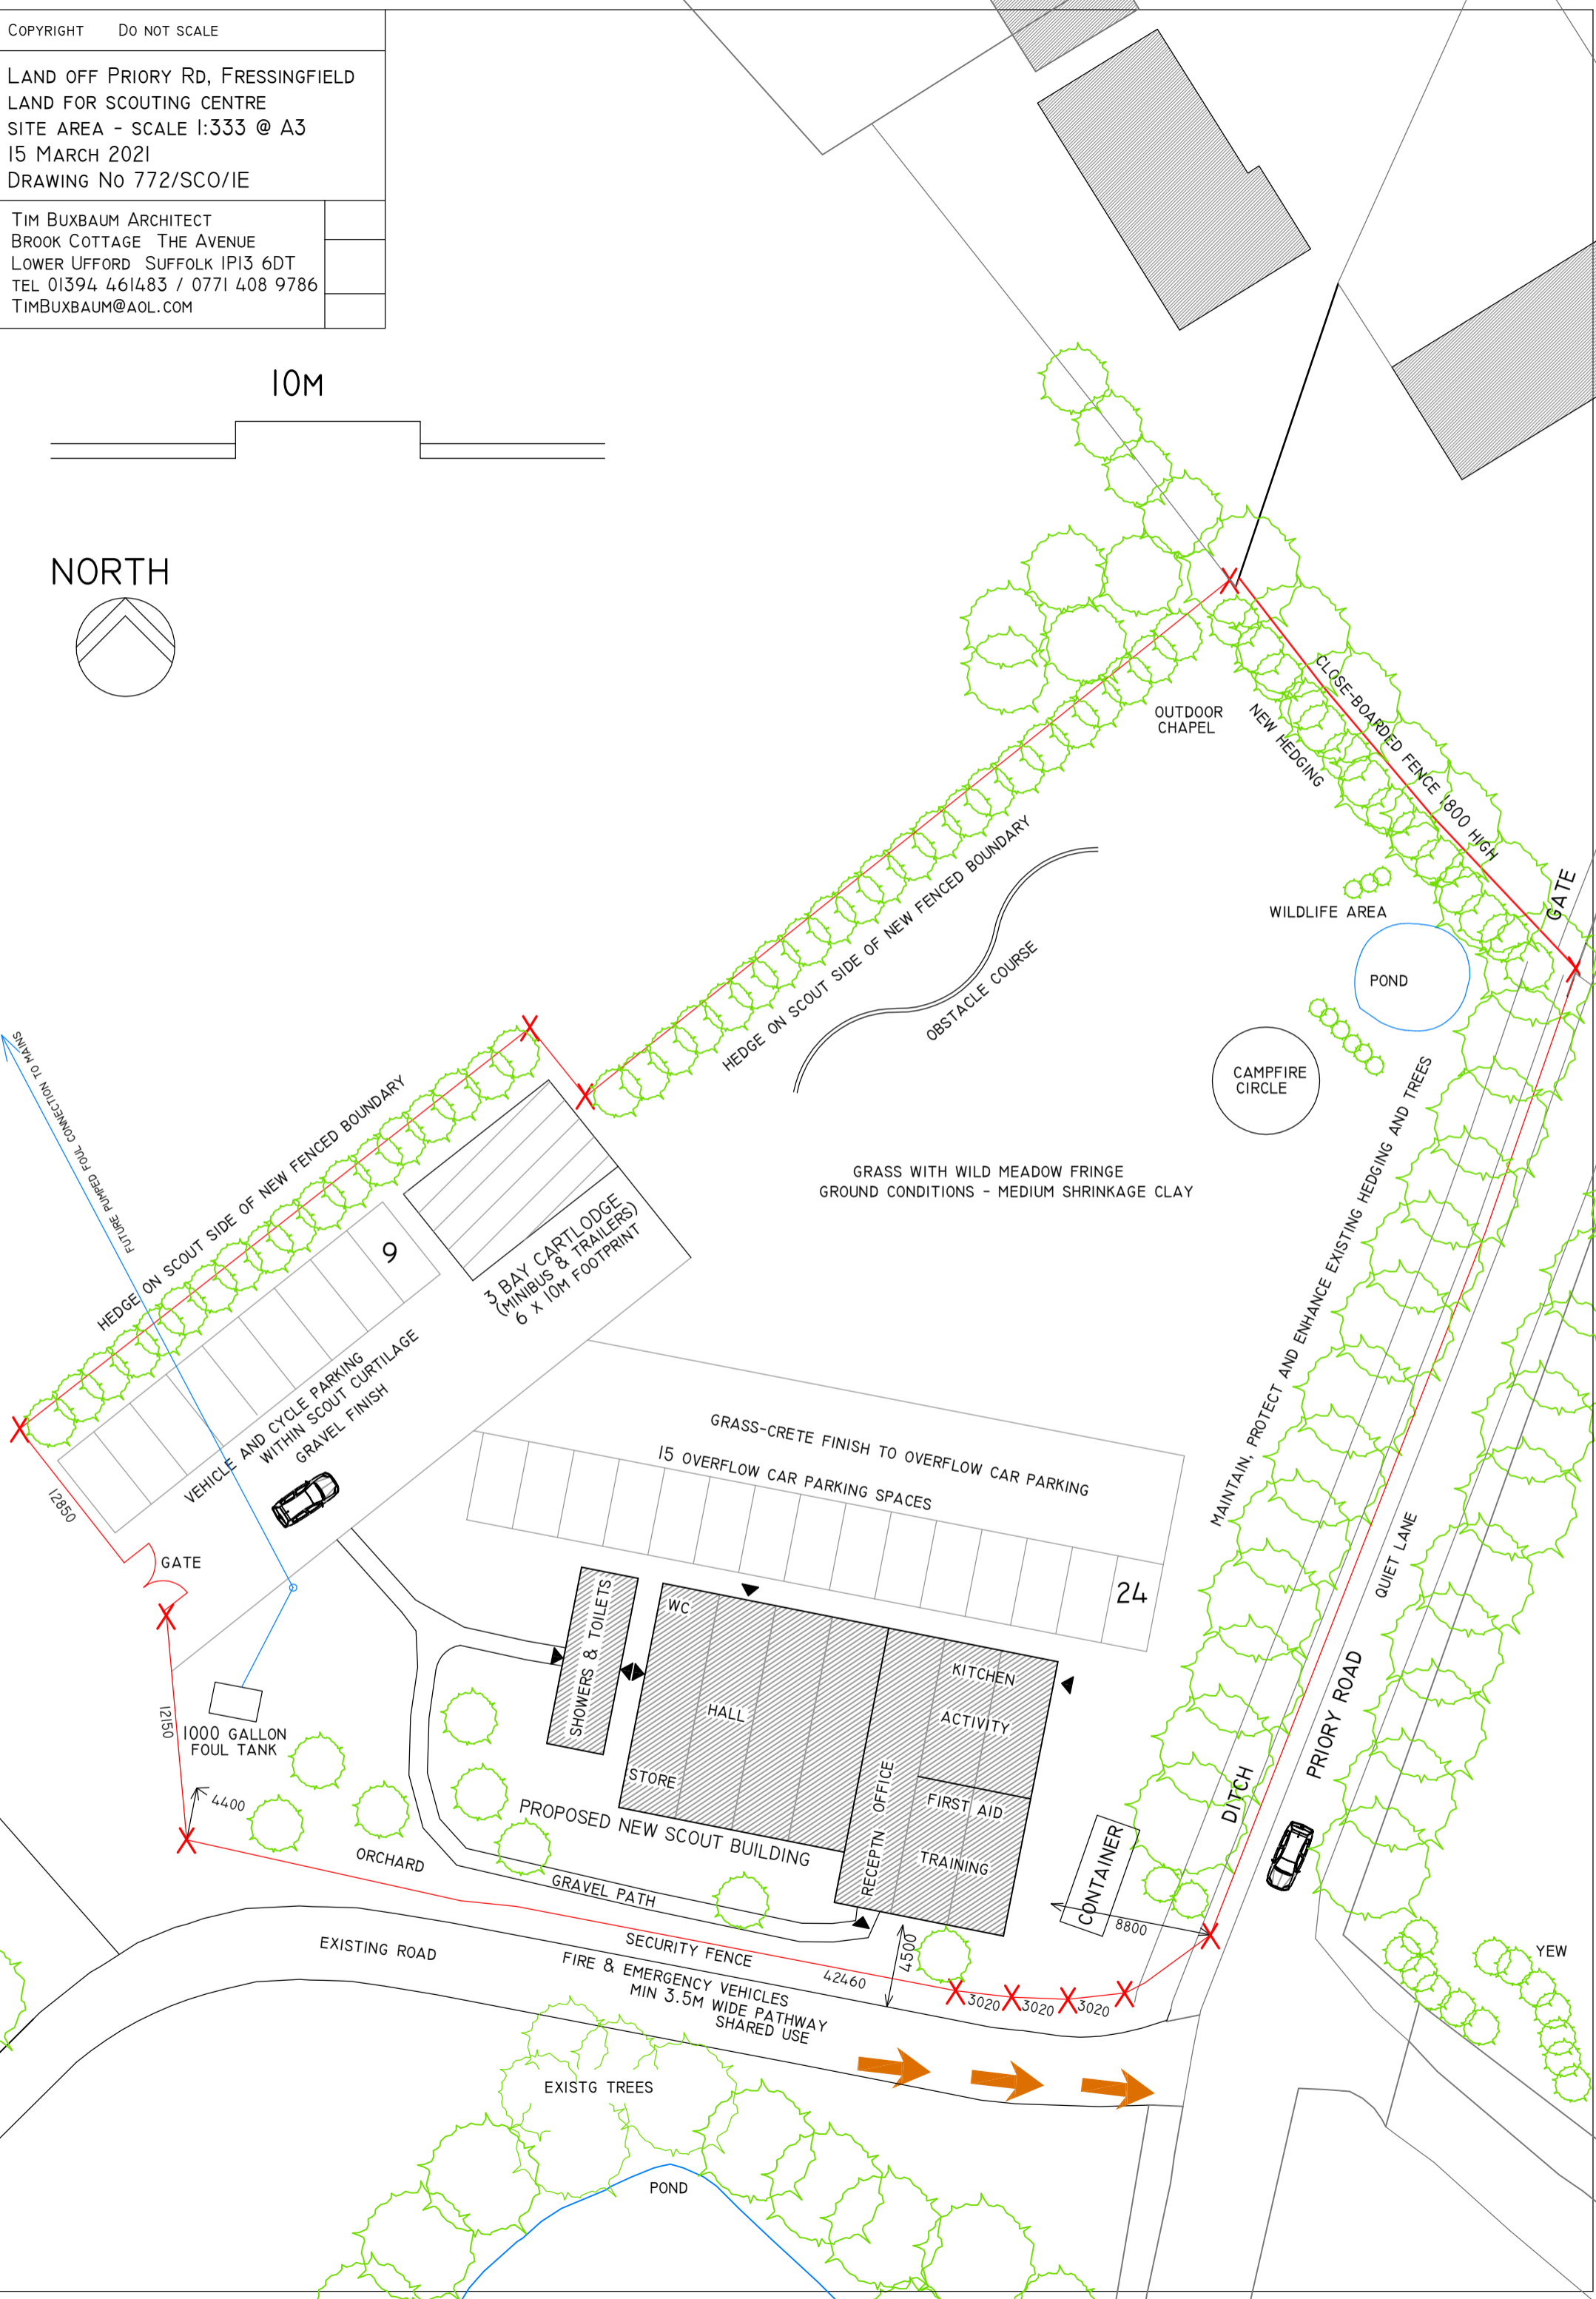 Copyright Do not scale
Land off Priory Rd, Fressingfield
land for scouting centre
site area - scale 1:333 @ A3
15 March 2021
Drawing No 772/SCO/1E
Tim Buxbaum Architect
Brook Cottage The Avenue
Lower Ufford Suffolk IP13 6DT
tel 01394 461483 / 0771 408 9786
TimBuxbaum@aol.com
10m
NORTH
CLOSE-BOARDED FENCE 1800 HIGH
NEW HEDGING
OUTDOOR
CHAPEL
HEDGE ON SCOUT SIDE OF NEW FENCED BOUNDARY
OBSTACLE COURSE
WILDLIFE AREA
GATE
POND
CAMPFIRE
CIRCLE
MAINTAIN, PROTECT AND ENHANCE EXISTING HEDGING AND TREES
GRASS WITH WILD MEADOW FRINGE
GROUND CONDITIONS - MEDIUM SHRINKAGE CLAY
FUTURE PUMPED FOUL CONNECTION TO MAINS
HEDGE ON SCOUT SIDE OF NEW FENCED BOUNDARY
9
3 BAY CARTLODGE
(MINIBUS & TRAILERS)
6 X 10M FOOTPRINT
VEHICLE AND CYCLE PARKING
WITHIN SCOUT CURTILAGE
GRAVEL FINISH
12850
GATE
GRASS-CRETE FINISH TO OVERFLOW CAR PARKING
15 OVERFLOW CAR PARKING SPACES
24
QUIET LANE
PRIORY ROAD
DITCH
SHOWERS & TOILETS
WC
HALL
STORE
KITCHEN
ACTIVITY
RECEPTN OFFICE
FIRST AID
TRAINING
PROPOSED NEW SCOUT BUILDING
12150
1000 GALLON
FOUL TANK
4400
ORCHARD
GRAVEL PATH
CONTAINER
8800
4500
SECURITY FENCE
42460
3020
3020
3020
EXISTING ROAD
FIRE & EMERGENCY VEHICLES
MIN 3.5M WIDE PATHWAY
SHARED USE
YEW
EXISTG TREES
POND